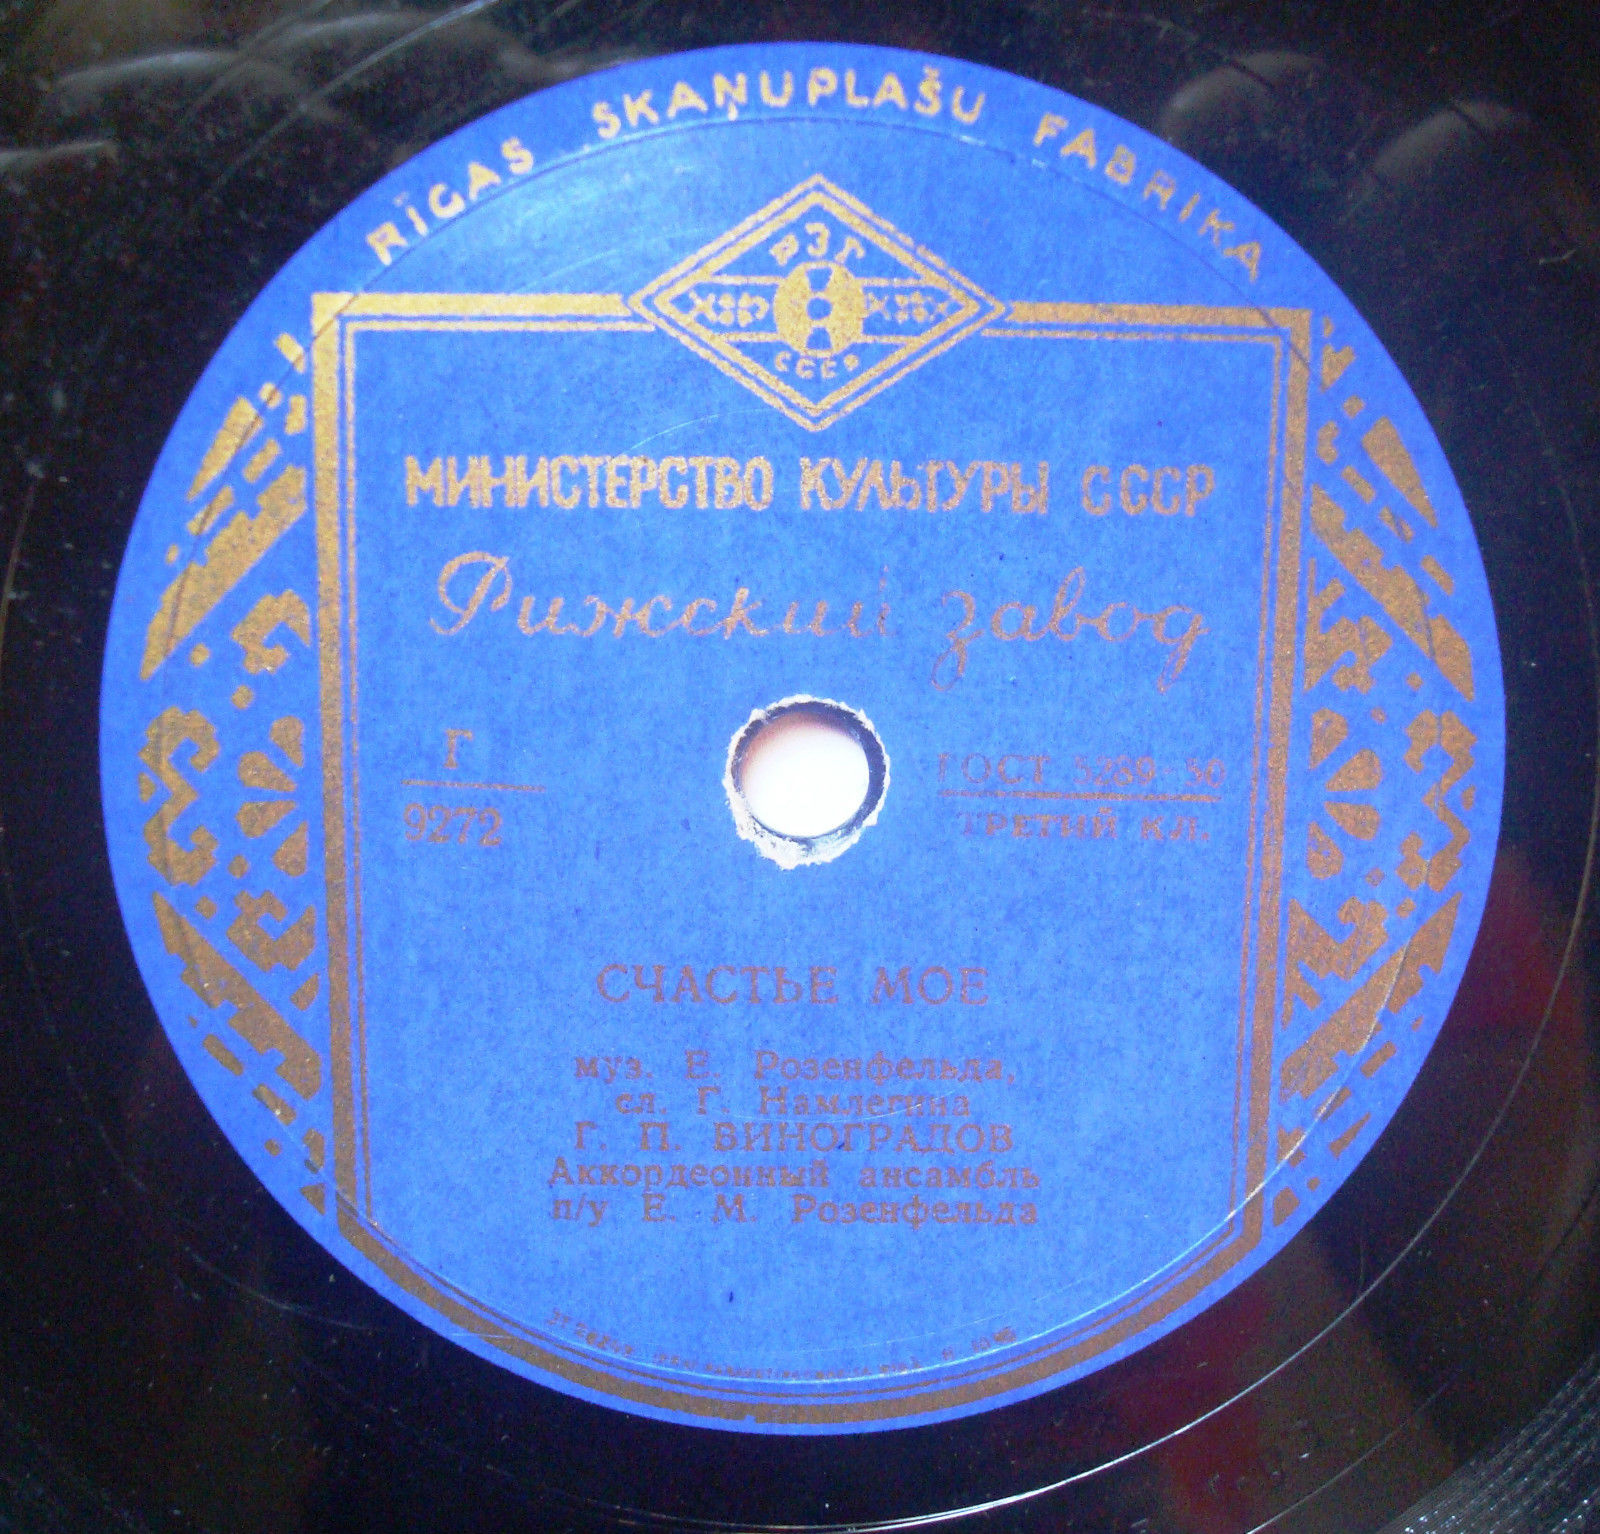 RĪGAS SKAŅUPLAŠU FABRIKA
РЗГ
СССР
МИНИСТЕРСТВО КУЛЬТУРЫ СССР
Рижский завод
Г
9272
ГОСТ 5289-50
ТРЕТИЙ КЛ.
СЧАСТЬЕ МОЕ
муз. Е. Розенфельда,
сл. Г. Намлегина
Г. П. ВИНОГРАДОВ
Аккордеонный ансамбль
п/у Е. М. Розенфельда